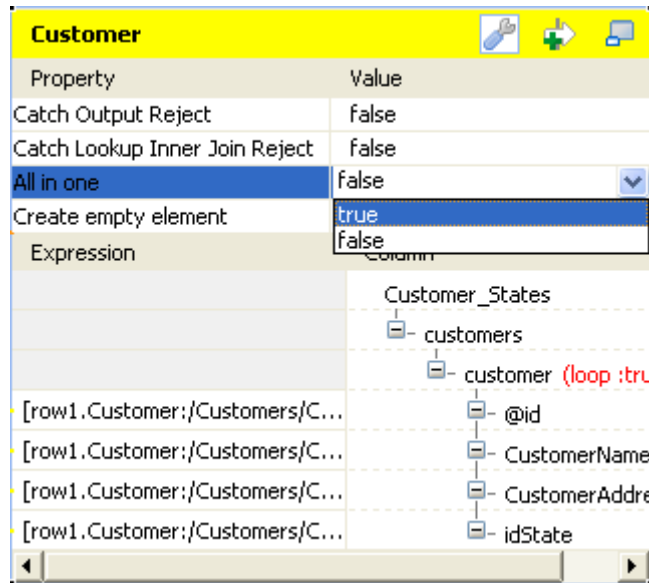 Customer
Property Value
Catch Output Reject false
Catch Lookup Inner Join Reject false
All in one false
Create empty element true
false
Expression
Customer_States
customers
customer (loop :tru
[row1.Customer:/Customers/C... @id
[row1.Customer:/Customers/C... CustomerName
[row1.Customer:/Customers/C... CustomerAddre
[row1.Customer:/Customers/C... idState